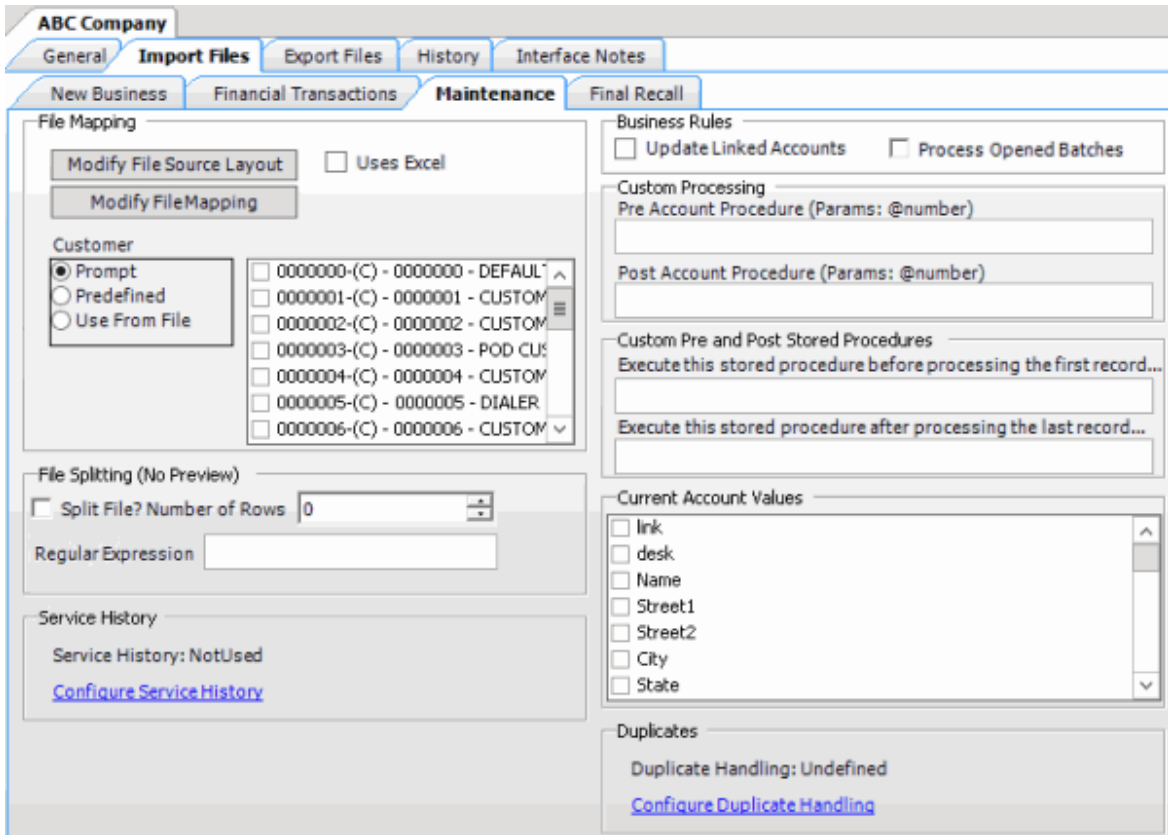 ABC Company
General
Import Files
Export Files
History
Interface Notes
New Business
Financial Transactions
Maintenance
Final Recall
File Mapping
Modify File Source Layout
Uses Excel
Modify FileMapping
Customer
Prompt
Predefined
Use From File
0000000-(C) - 0000000 - DEFAULT
0000001-(C) - 0000001 - CUSTOM
0000002-(C) - 0000002 - CUSTOM
0000003-(C) - 0000003 - POD CUS
0000004-(C) - 0000004 - CUSTOM
0000005-(C) - 0000005 - DIALER
0000006-(C) - 0000006 - CUSTOM
File Splitting (No Preview)
Split File? Number of Rows 0
Regular Expression
Service History
Service History: NotUsed
Configure Service History
Business Rules
Update Linked Accounts
Process Opened Batches
Custom Processing
Pre Account Procedure (Params: @number)
Post Account Procedure (Params: @number)
Custom Pre and Post Stored Procedures
Execute this stored procedure before processing the first record...
Execute this stored procedure after processing the last record...
Current Account Values
link
desk
Name
Street1
Street2
City
State
Duplicates
Duplicate Handling: Undefined
Configure Duplicate Handling